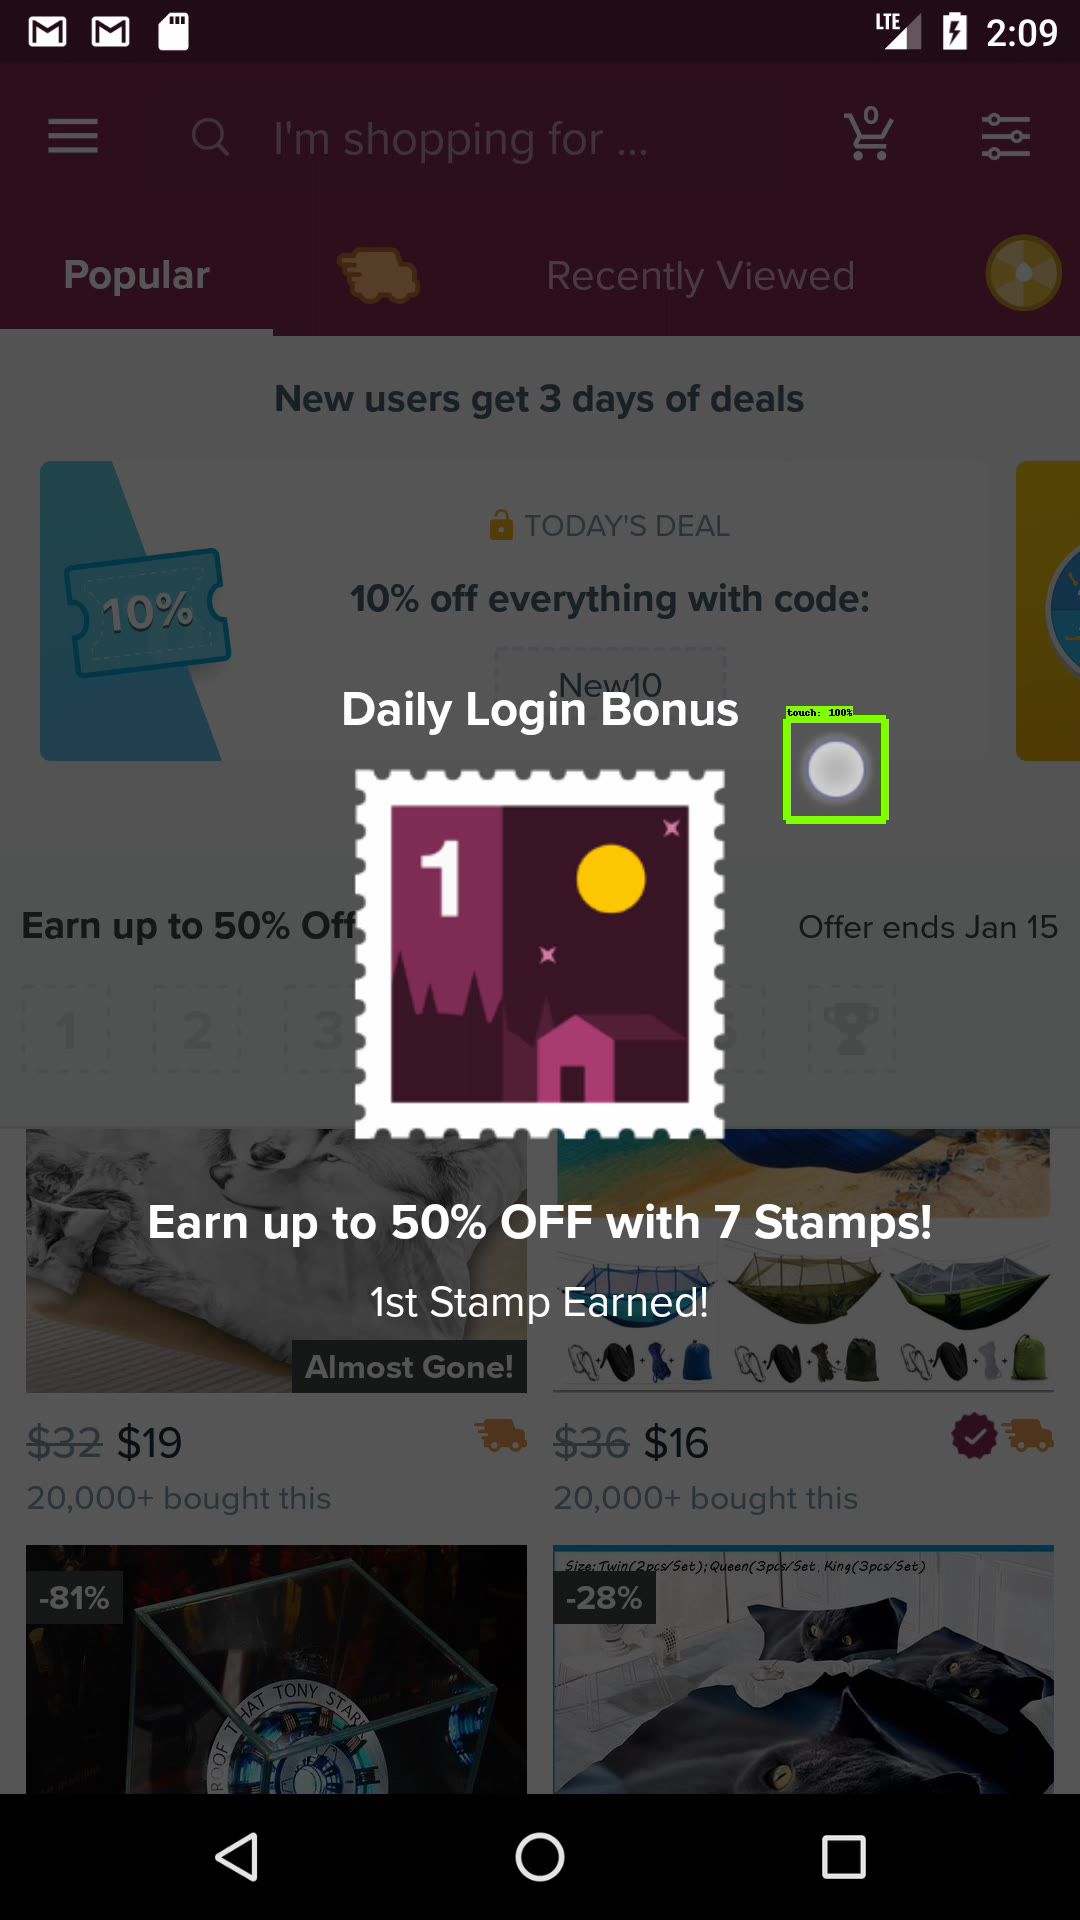 LTE 2:09
I'm shopping for ...
0
Popular
Recently Viewed
New users get 3 days of deals
TODAY'S DEAL
10%
10% off everything with code:
New10
Daily Login Bonus
touch: 100%
1
Earn up to 50% Off
Offer ends Jan 15
1 2 3
Earn up to 50% OFF with 7 Stamps!
1st Stamp Earned!
Almost Gone!
$32 $19
$36 $16
20,000+ bought this
20,000+ bought this
-81%
Size:Twin(2pcs/Set);Queen(3pcs/Set, King(3pcs/Set)
-28%
PROOF THAT TONY STAR